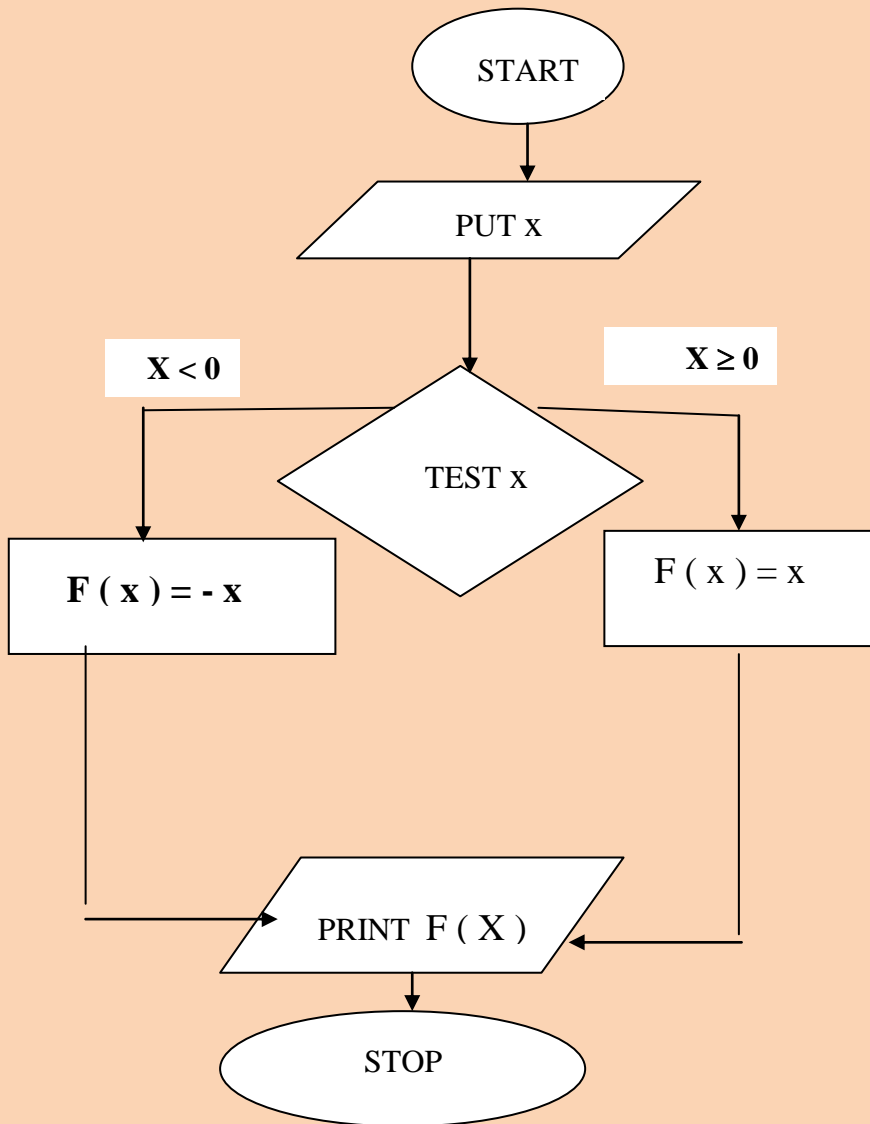 START
PUT x
X < 0
X ≥ 0
TEST x
F ( x ) = - x
F ( x ) = x
PRINT F ( X )
STOP